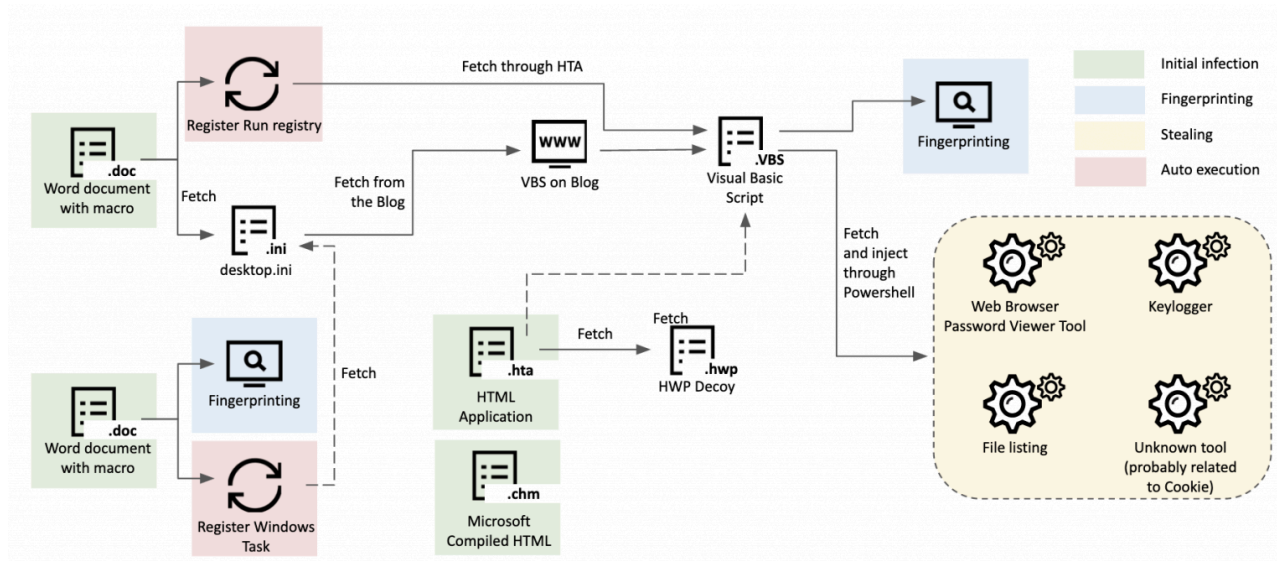 Register Run registry
Fetch through HTA
.doc
Word document
with macro
Fetch
.ini
desktop.ini
Fetch from
the Blog
WWW
VBS on Blog
.VBS
Visual Basic
Script
Fingerprinting
Initial infection
Fingerprinting
Stealing
Auto execution
Fetch
and inject
through
Powershell
Web Browser
Password Viewer Tool
Keylogger
File listing
Unknown tool
(probably related
to Cookie)
.doc
Word document
with macro
Fingerprinting
Register Windows
Task
Fetch
.hta
HTML
Application
Fetch
Fetch
.hwp
HWP Decoy
.chm
Microsoft
Compiled HTML